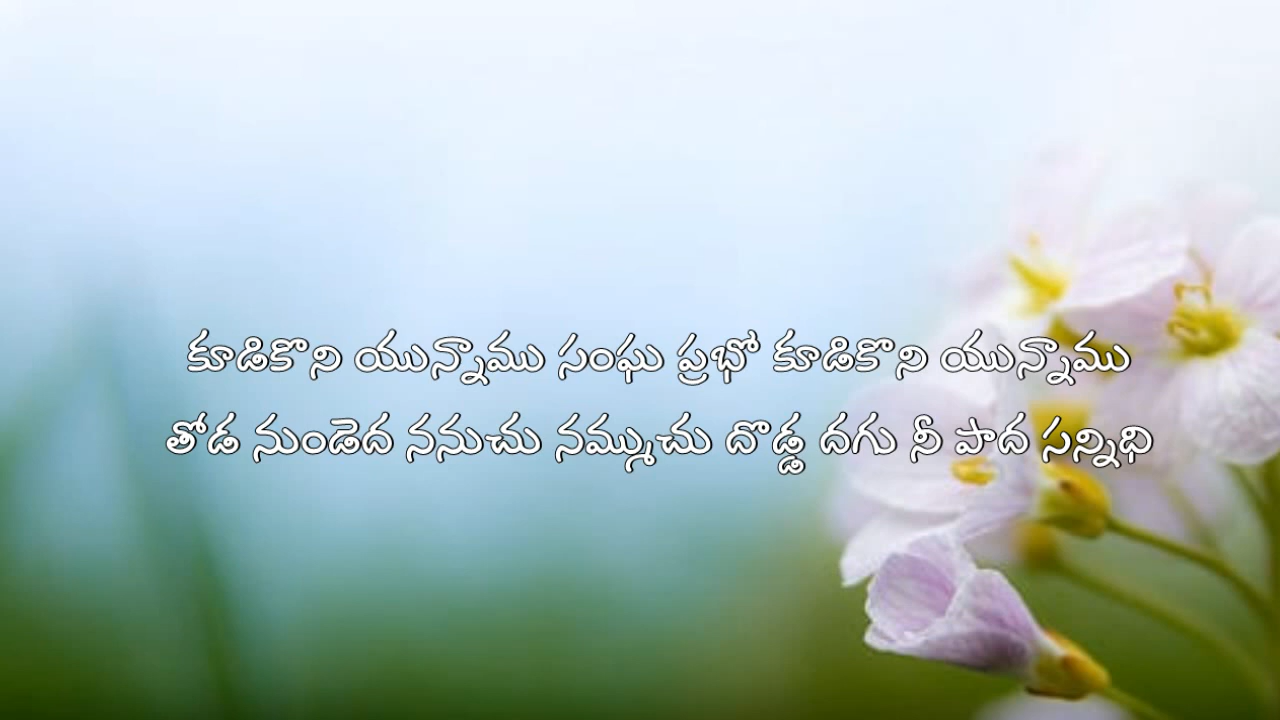 కూడికొని యున్నాము సంఘ ప్రభో కూడికొని యున్నాము
తోడ నుండెద ననుచు నమ్ముచు దొడ్డ దగు నీ పాద సన్నిధి